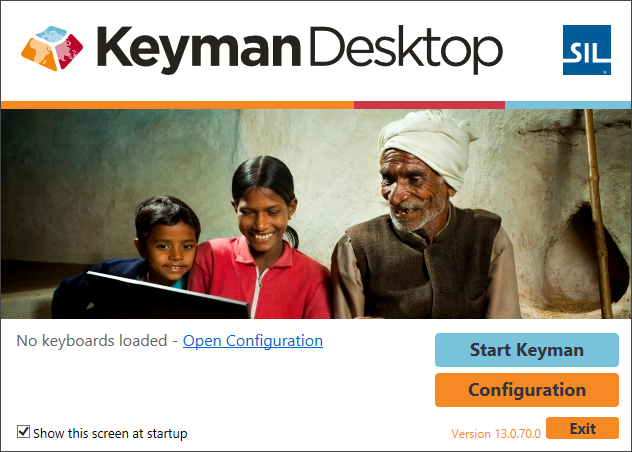 Keyman Desktop
SIL
No keyboards loaded - Open Configuration
Start Keyman
Configuration
Show this screen at startup
Version 13.0.70.0
Exit